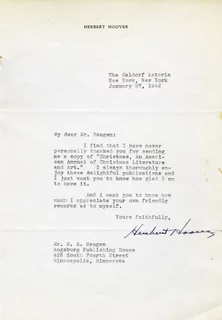 HERBERT HOOVER
The Waldorf Astoria
New York, New York
January 27, 1942
My dear Mr. Haugan:
I find that I have never
personally thanked you for sending
me a copy of "Christmas, An Ameri-
can Annual of Christmas Literature
and Art." I always thoroughly en-
joy these delightful publications and
I just want you to know how glad I am
to have it.
And I want you to know how
much I appreciate your own friendly
remarks as to myself.
Yours faithfully,
Herbert Hoover
Mr. R. E. Haugan
Augsburg Publishing House
425 South Fourth Street
Minneapolis, Minnesota